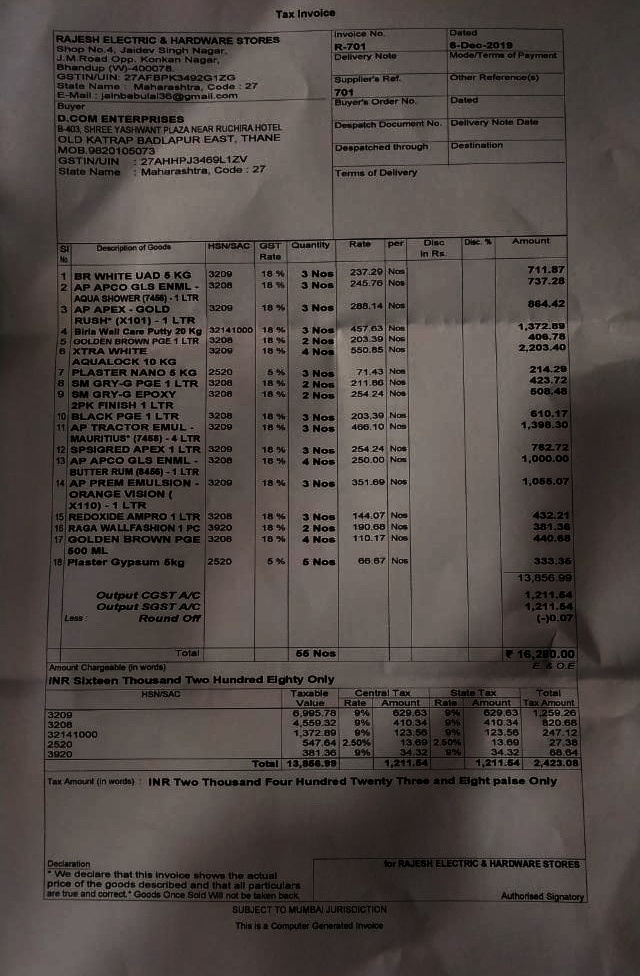 Tax Invoice
RAJESH ELECTRIC & HARDWARE STORES
Shop No.4, Jaidev Singh Nagar,
J.M.Road Opp. Konkan Nagar,
Bhandup (W)-400078.
GSTIN/UIN: 27AFBPK3492G1ZG
State Name : Maharashtra, Code : 27
E-Mail : jainbabulal36@gmail.com
Invoice No. Dated
R-701 6-Dec-2019
Delivery Note Mode/Terms of Payment
Supplier's Ref. Other Reference(s)
701
Buyer
D.COM ENTERPRISES
B-403, SHREE YASHWANT PLAZA NEAR RUCHIRA HOTEL
OLD KATRAP BADLAPUR EAST, THANE
MOB.9820105073
GSTIN/UIN : 27AHHPJ3469L1ZV
State Name : Maharashtra, Code : 27
Buyer's Order No. Dated
Despatch Document No. Delivery Note Date
Despatched through Destination
Terms of Delivery
Sl No. Description of Goods HSN/SAC GST Rate Quantity Rate per Disc in Rs. Disc. % Amount
1 BR WHITE UAD 5 KG 3209 18 % 3 Nos 237.29 Nos 711.87
2 AP APCO GLS ENML - 3208 18 % 3 Nos 245.76 Nos 737.28
AQUA SHOWER (7456) - 1 LTR
3 AP APEX - GOLD 3209 18 % 3 Nos 288.14 Nos 864.42
RUSH* (X101) - 1 LTR
4 Birla Wall Care Putty 20 Kg 32141000 18 % 3 Nos 457.63 Nos 1,372.89
5 GOLDEN BROWN PGE 1 LTR 3208 18 % 2 Nos 203.39 Nos 406.78
6 XTRA WHITE 3209 18 % 4 Nos 550.85 Nos 2,203.40
AQUALOCK 10 KG
7 PLASTER NANO 5 KG 2520 5 % 3 Nos 71.43 Nos 214.29
8 SM GRY-G PGE 1 LTR 3208 18 % 2 Nos 211.86 Nos 423.72
9 SM GRY-G EPOXY 3208 18 % 2 Nos 254.24 Nos 508.48
2PK FINISH 1 LTR
10 BLACK PGE 1 LTR 3208 18 % 3 Nos 203.39 Nos 610.17
11 AP TRACTOR EMUL - 3209 18 % 3 Nos 466.10 Nos 1,398.30
MAURITIUS* (7458) - 4 LTR
12 SPSIGRED APEX 1 LTR 3209 18 % 3 Nos 254.24 Nos 762.72
13 AP APCO GLS ENML - 3208 18 % 4 Nos 250.00 Nos 1,000.00
BUTTER RUM (8456) - 1 LTR
14 AP PREM EMULSION - 3209 18 % 3 Nos 351.69 Nos 1,055.07
ORANGE VISION (
X110) - 1 LTR
15 REDOXIDE AMPRO 1 LTR 3208 18 % 3 Nos 144.07 Nos 432.21
16 RAGA WALLFASHION 1 PC 3920 18 % 2 Nos 190.68 Nos 381.36
17 GOLDEN BROWN PGE 3208 18 % 4 Nos 110.17 Nos 440.68
500 ML
18 Plaster Gypsum 5kg 2520 5 % 5 Nos 66.67 Nos 333.35
13,856.99
Output CGST A/C 1,211.54
Output SGST A/C 1,211.54
Less : Round Off (-)0.07
Total 55 Nos ₹ 16,280.00
Amount Chargeable (in words) E. & O.E
INR Sixteen Thousand Two Hundred Eighty Only
HSN/SAC Taxable Value Central Tax Rate Amount State Tax Rate Amount Total Tax Amount
3209 6,995.78 9% 629.63 9% 629.63 1,259.26
3208 4,559.32 9% 410.34 9% 410.34 820.68
32141000 1,372.89 9% 123.56 9% 123.56 247.12
2520 547.64 2.50% 13.69 2.50% 13.69 27.38
3920 381.36 9% 34.32 9% 34.32 68.64
Total 13,856.99 1,211.54 1,211.54 2,423.08
Tax Amount (in words) : INR Two Thousand Four Hundred Twenty Three and Eight paise Only
Declaration
" We declare that this invoice shows the actual
price of the goods described and that all particulars
are true and correct." Goods Once Sold Will not be taken back.
for RAJESH ELECTRIC & HARDWARE STORES
Authorised Signatory
SUBJECT TO MUMBAI JURISDICTION
This is a Computer Generated Invoice